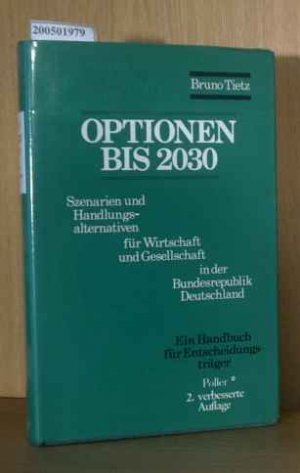 200501979
Bruno Tietz
OPTIONEN
BIS 2030
Szenarien und
Handlungs-
alternativen
für Wirtschaft
und Gesellschaft
in der
Bundesrepublik
Deutschland
Ein Handbuch
für Entscheidungs
träger
Poller *
2. verbesserte
Auflage